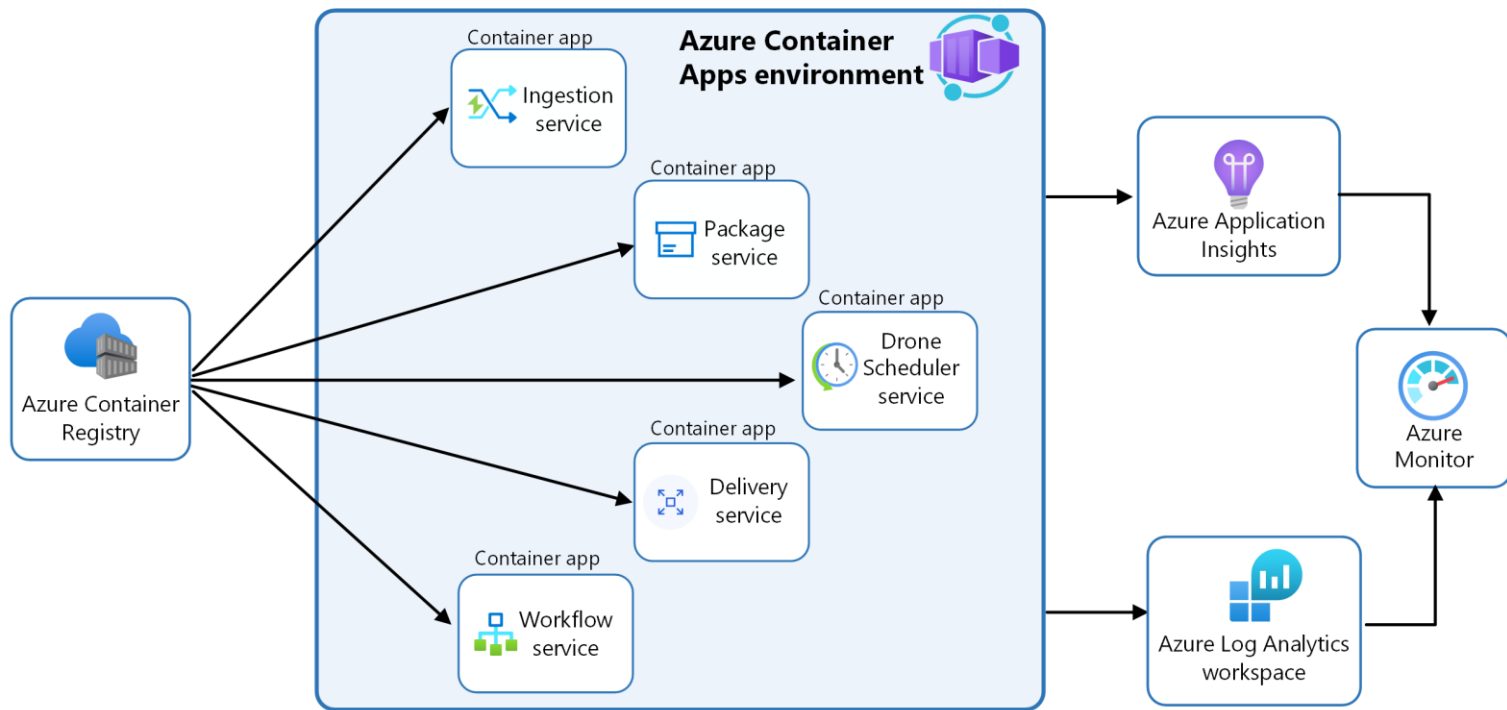 Azure Container
Apps environment
Container app
Ingestion
service
Container app
Package
service
Container app
Drone
Scheduler
service
Container app
Delivery
service
Container app
Workflow
service
Azure Container
Registry
Azure Application
Insights
Azure
Monitor
Azure Log Analytics
workspace